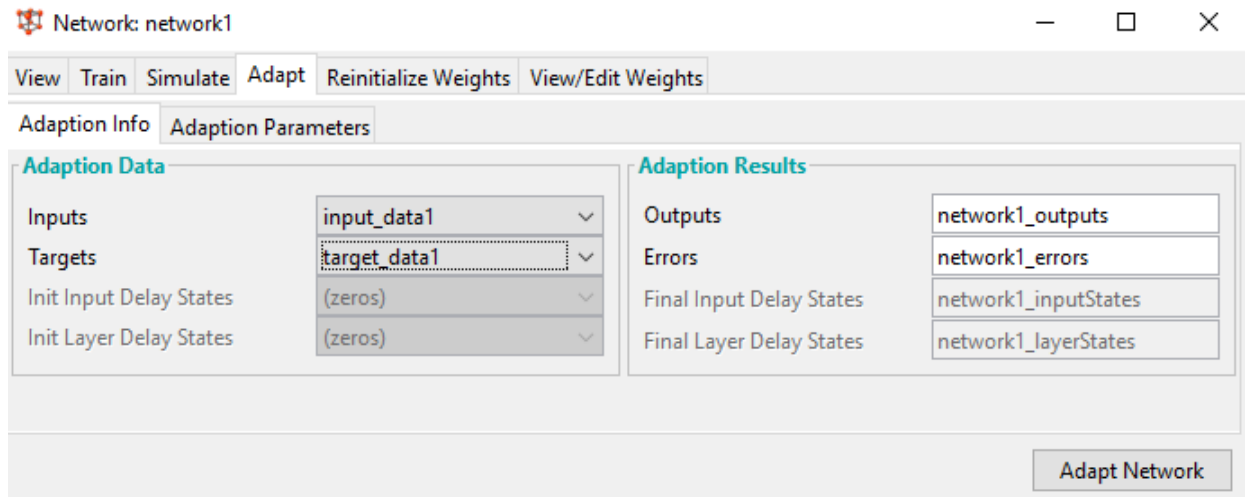 Network: network1
View Train Simulate Adapt Reinitialize Weights View/Edit Weights
Adaption Info Adaption Parameters
Adaption Data
Inputs input_data1
Targets target_data1
Init Input Delay States (zeros)
Init Layer Delay States (zeros)
Adaption Results
Outputs network1_outputs
Errors network1_errors
Final Input Delay States network1_inputStates
Final Layer Delay States network1_layerStates
Adapt Network